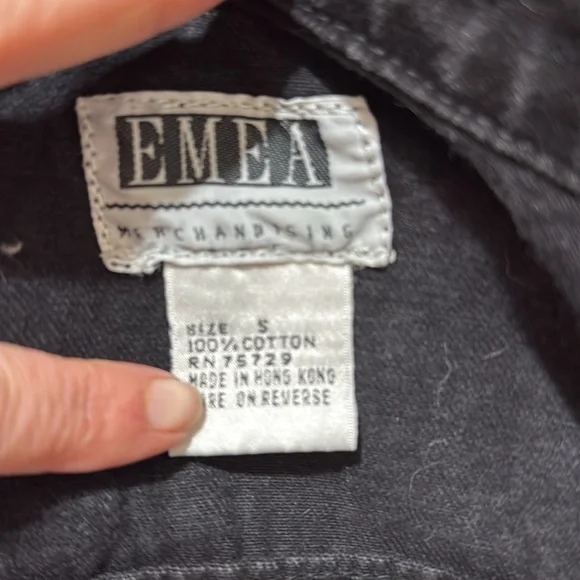 EMEA
MERCHANDISING
SIZE S
100% COTTON
RN 75729
MADE IN HONG KONG
CARE ON REVERSE